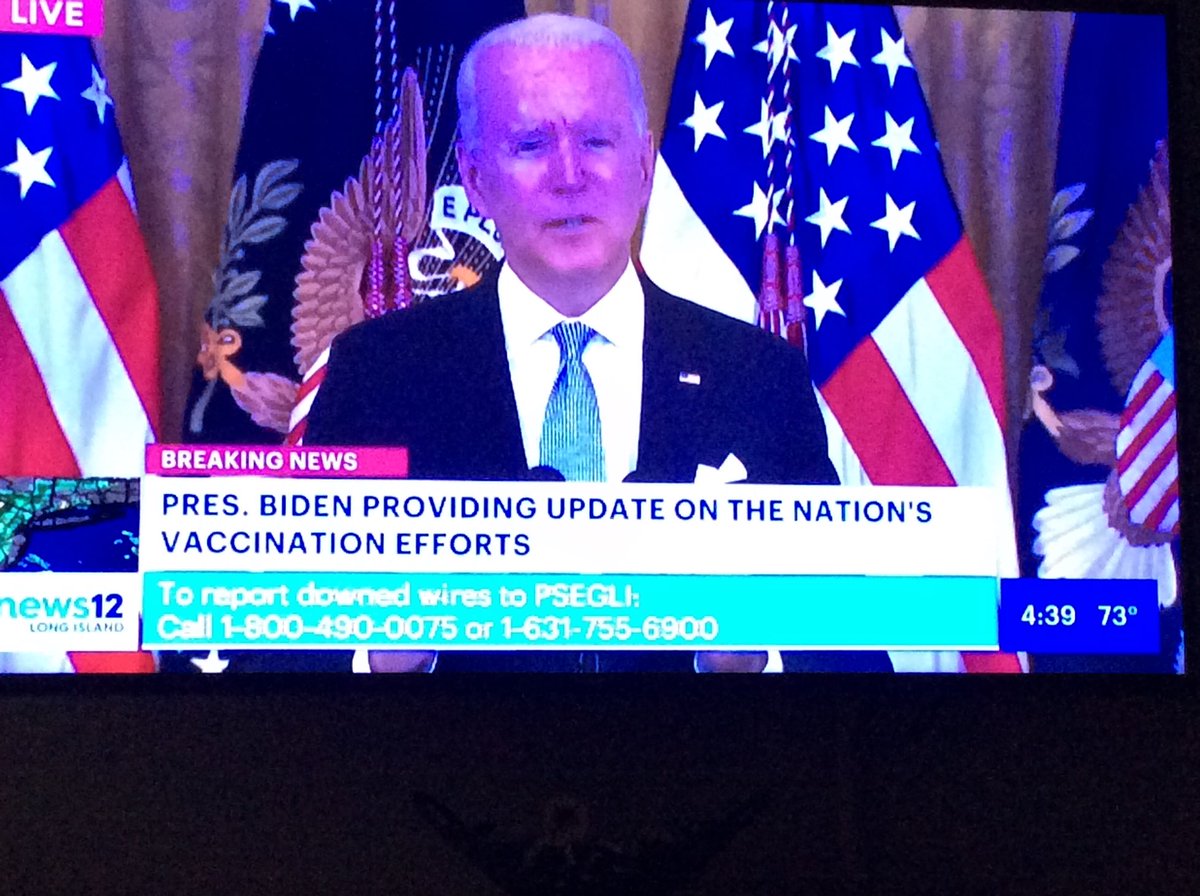 LIVE
E PLU
BREAKING NEWS
PRES. BIDEN PROVIDING UPDATE ON THE NATION'S
VACCINATION EFFORTS
To report downed wires to PSEGLI:
Call 1-800-490-0075 or 1-631-755-6900
news12
LONG ISLAND
4:39 73°